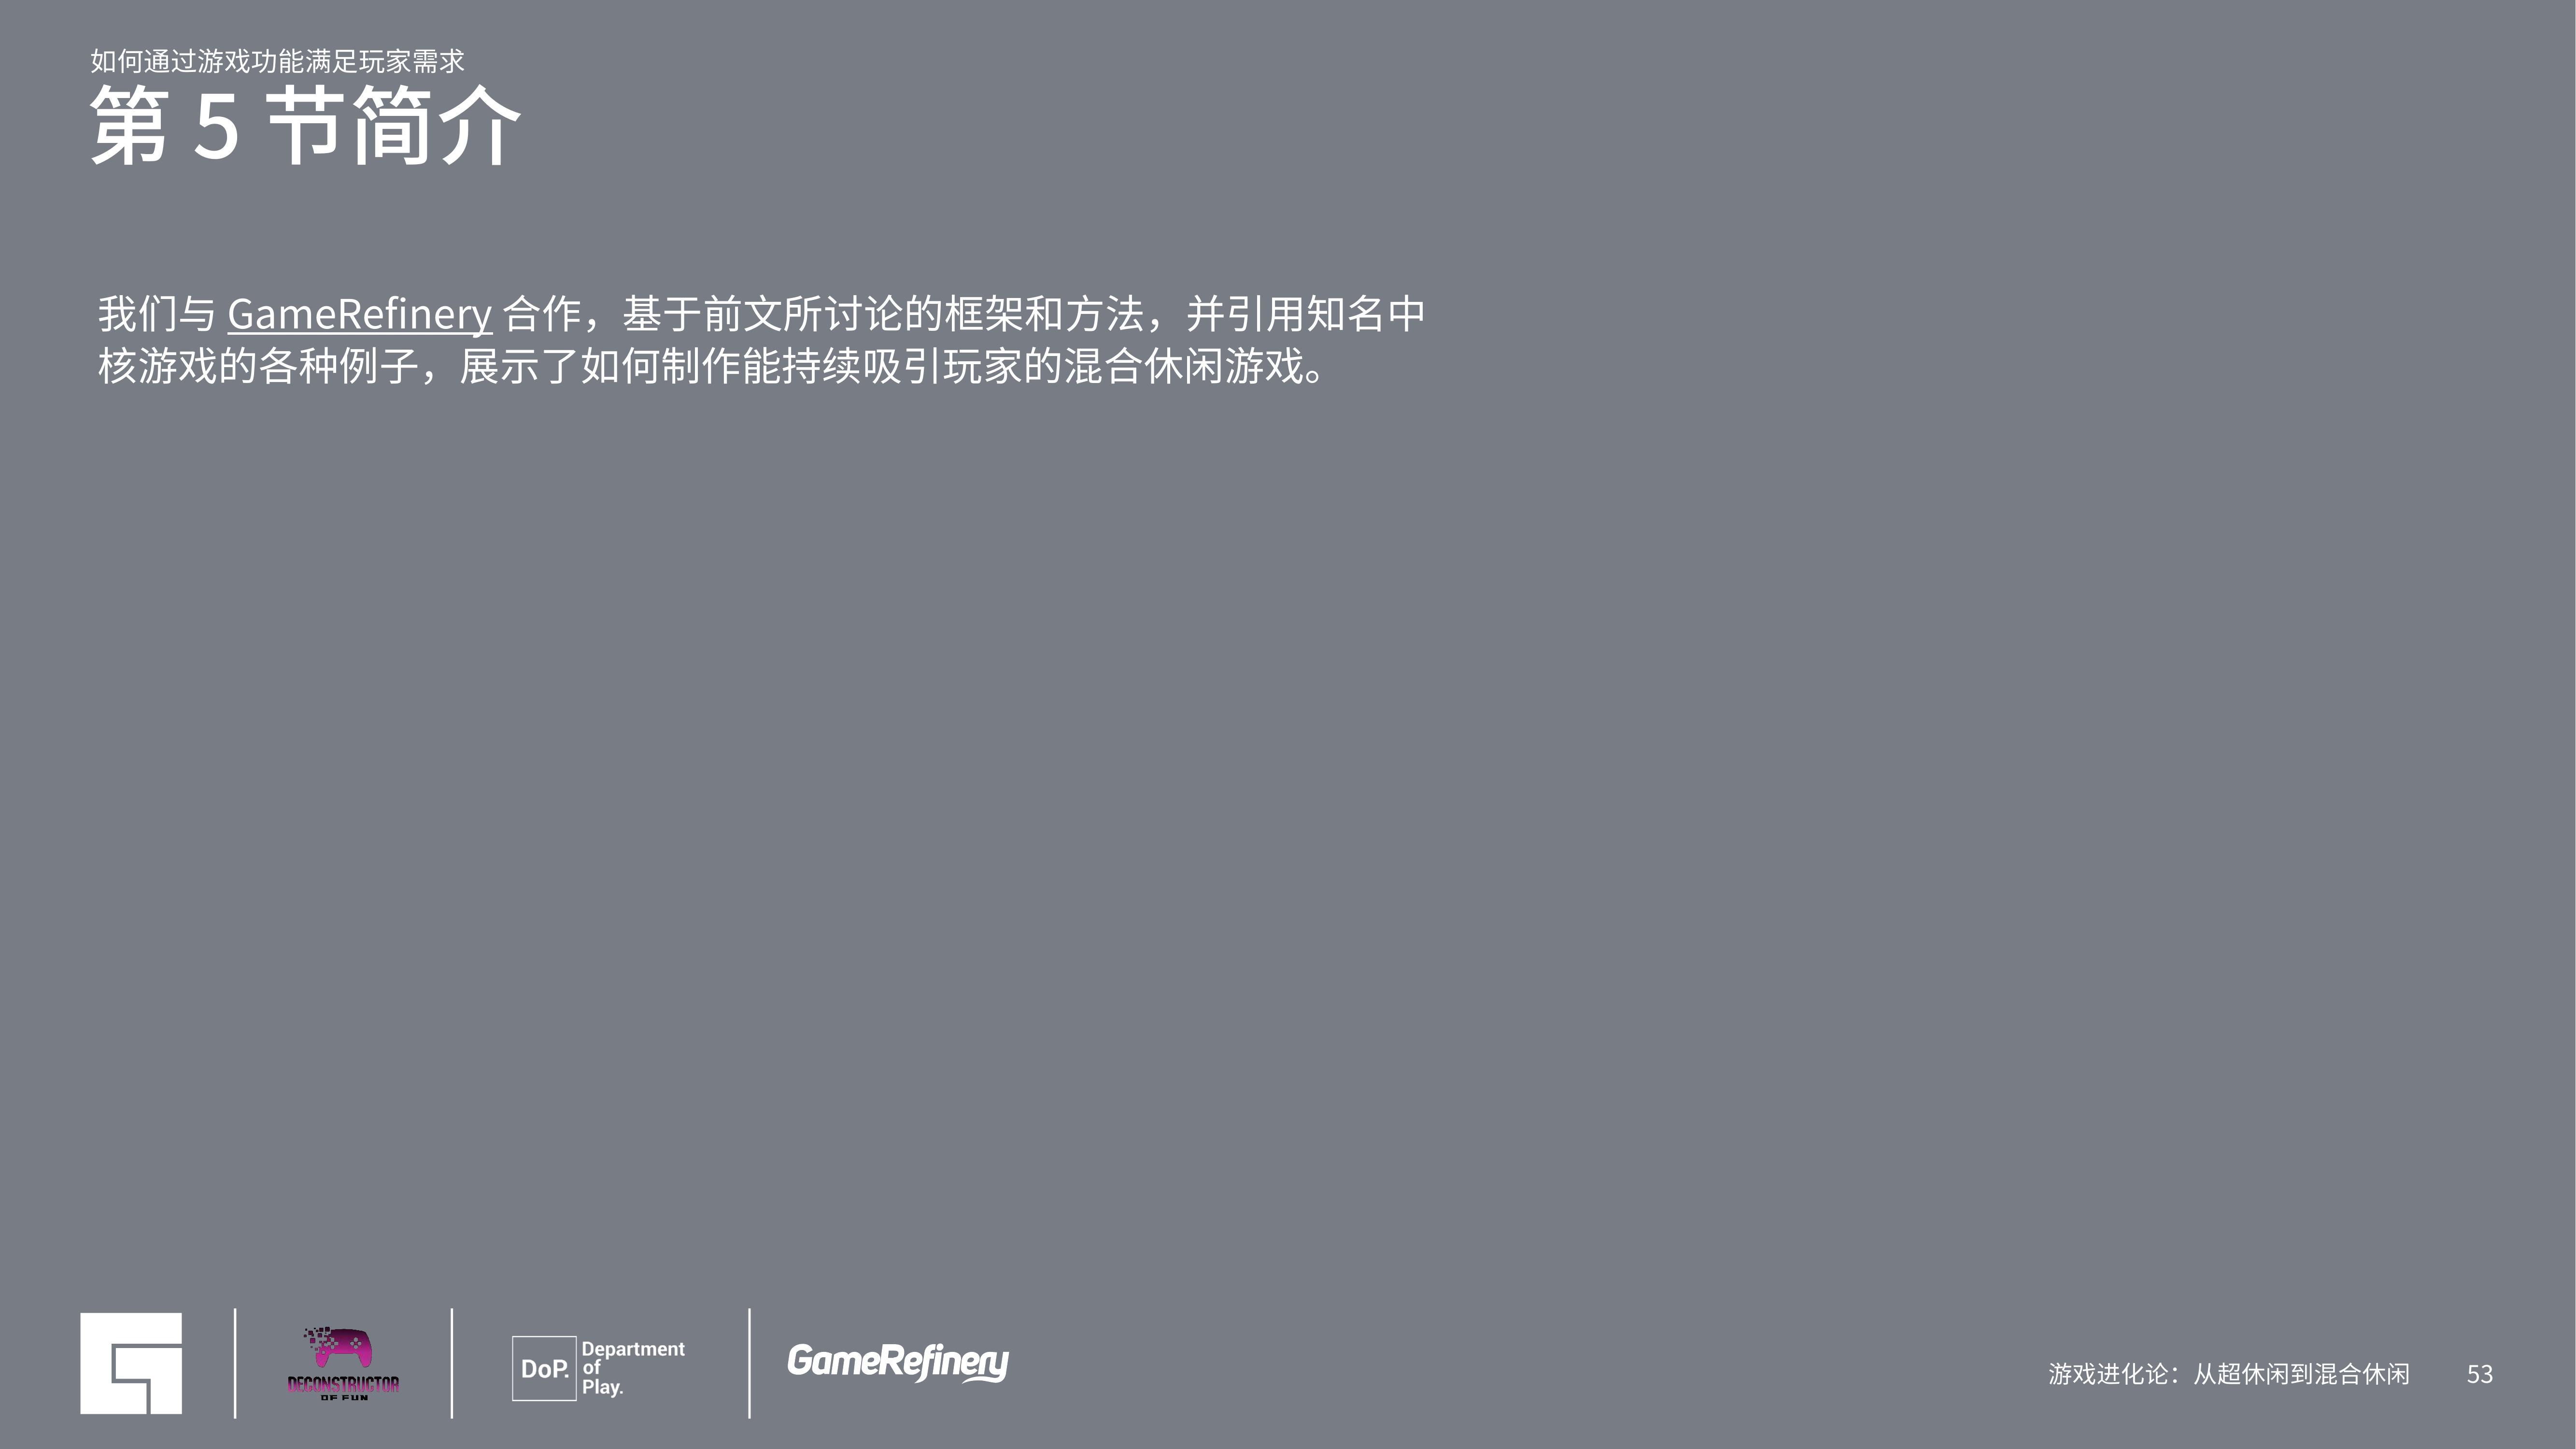 如何通过游戏功能满足玩家需求
第 5 节简介
我们与 GameRefinery 合作，基于前文所讨论的框架和方法，并引用知名中
核游戏的各种例子，展示了如何制作能持续吸引玩家的混合休闲游戏。
DECONSTRUCTOR
OF FUN
DoP.
Department
of
Play.
GameRefinery
游戏进化论：从超休闲到混合休闲
53